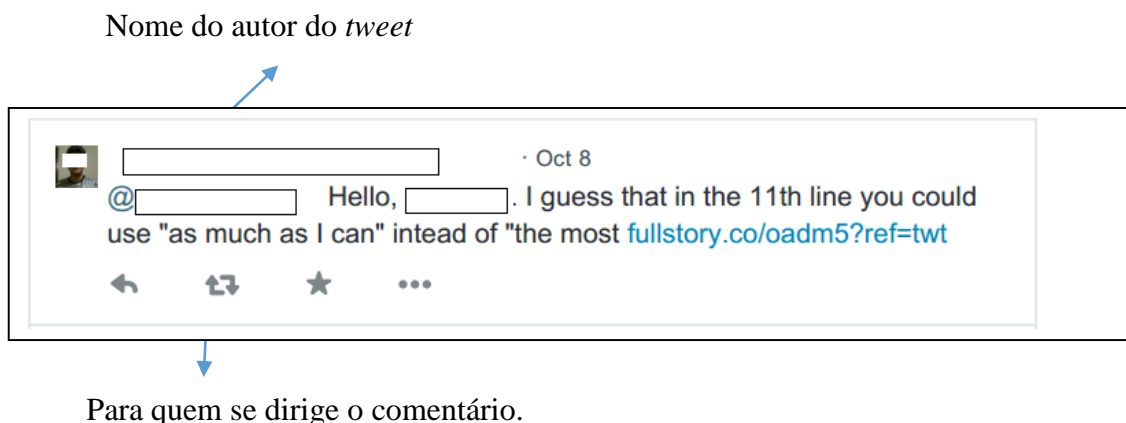 Nome do autor do tweet
· Oct 8
@ Hello, . I guess that in the 11th line you could
use "as much as I can" intead of "the most fullstory.co/oadm5?ref=twt
Para quem se dirige o comentário.